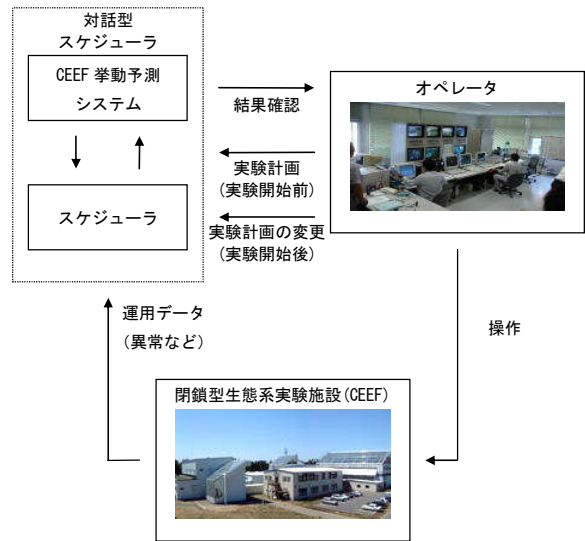 対話型
スケジューラ
CEEF 挙動予測
システム
スケジューラ
結果確認
実験計画
(実験開始前)
実験計画の変更
(実験開始後)
オペレータ
運用データ
(異常など)
操作
閉鎖型生態系実験施設(CEEF)